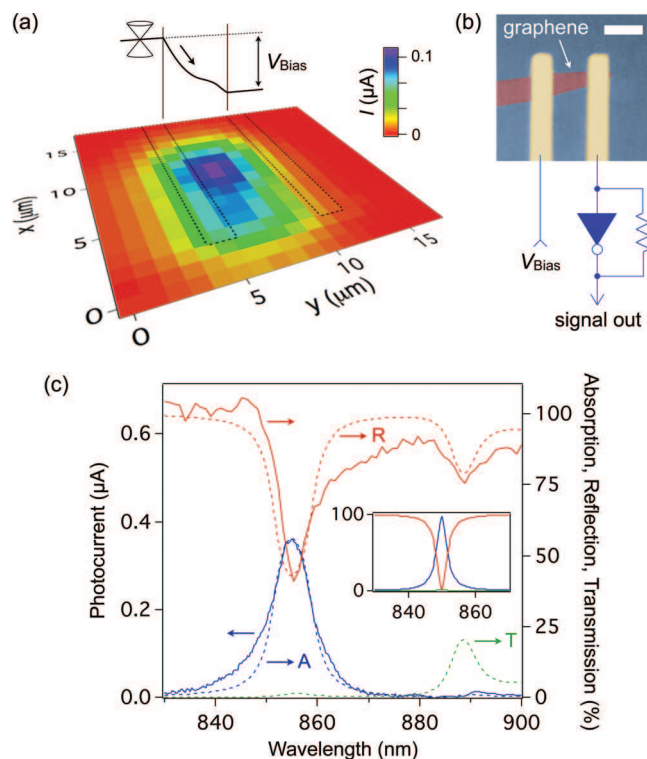 (a)
V_Bias
I (µA)
0.1
0
15
10
5
0
x (µm)
0
5
10
15
y (µm)
(b)
graphene
V_Bias
signal out
(c)
Photocurrent (µA)
0.6
0.4
0.2
0.0
R
A
T
100
0
840
860
100
75
50
25
0
Absorption, Reflection, Transmission (%)
840
860
880
900
Wavelength (nm)